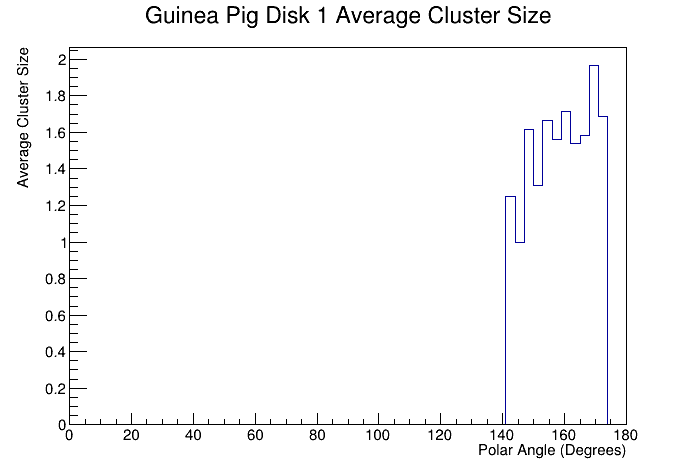 Guinea Pig Disk 1 Average Cluster Size
Average Cluster Size
2
1.8
1.6
1.4
1.2
1
0.8
0.6
0.4
0.2
0
0 20 40 60 80 100 120 140 160 180
Polar Angle (Degrees)